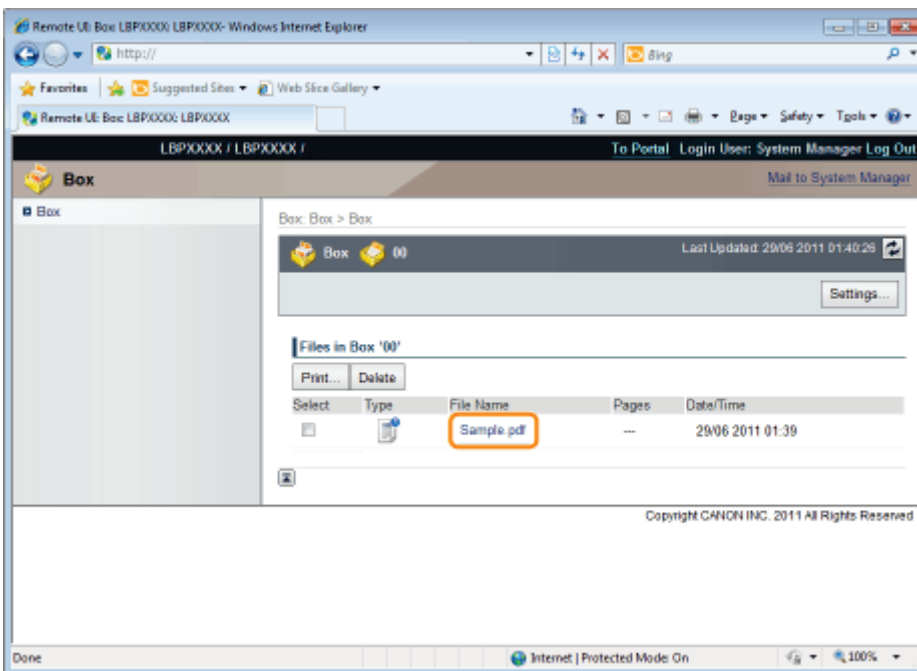 Remote UI: Box: LBPXXXX: LBPXXXX- Windows Internet Explorer
http://
Bing
Favorites Suggested Sites Web Slice Gallery
Remote UI: Box: LBPXXXX: LBPXXXX
Page Safety Tools
LBPXXXX / LBPXXXX / To Portal Login User: System Manager Log Out
Box Mail to System Manager
Box
Box: Box > Box
Box 00 Last Updated: 29/06 2011 01:40:26
Settings...
Files in Box '00'
Print... Delete
Select Type File Name Pages Date/Time
Sample.pdf --- 29/06 2011 01:39
Copyright CANON INC. 2011 All Rights Reserved
Done Internet | Protected Mode: On 100%